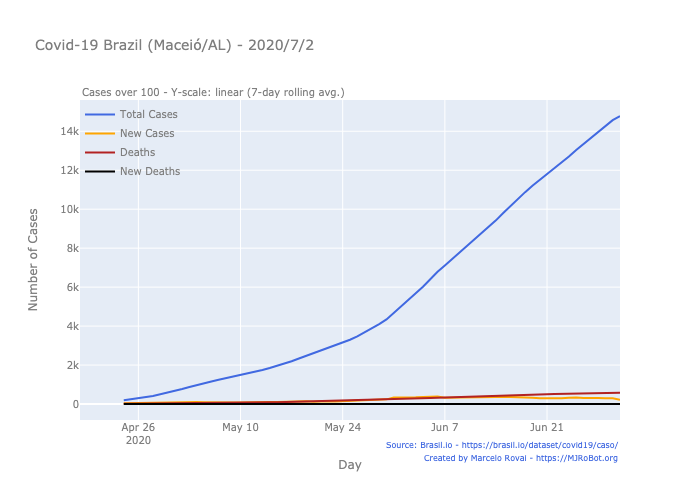 Covid-19 Brazil (Maceió/AL) - 2020/7/2
Cases over 100 - Y-scale: linear (7-day rolling avg.)
Total Cases
New Cases
Deaths
New Deaths
14k
12k
10k
8k
6k
4k
2k
0
Number of Cases
Apr 26
2020
May 10
May 24
Jun 7
Jun 21
Day
Source: Brasil.io - https://brasil.io/dataset/covid19/caso/
Created by Marcelo Rovai - https://MJRoBot.org